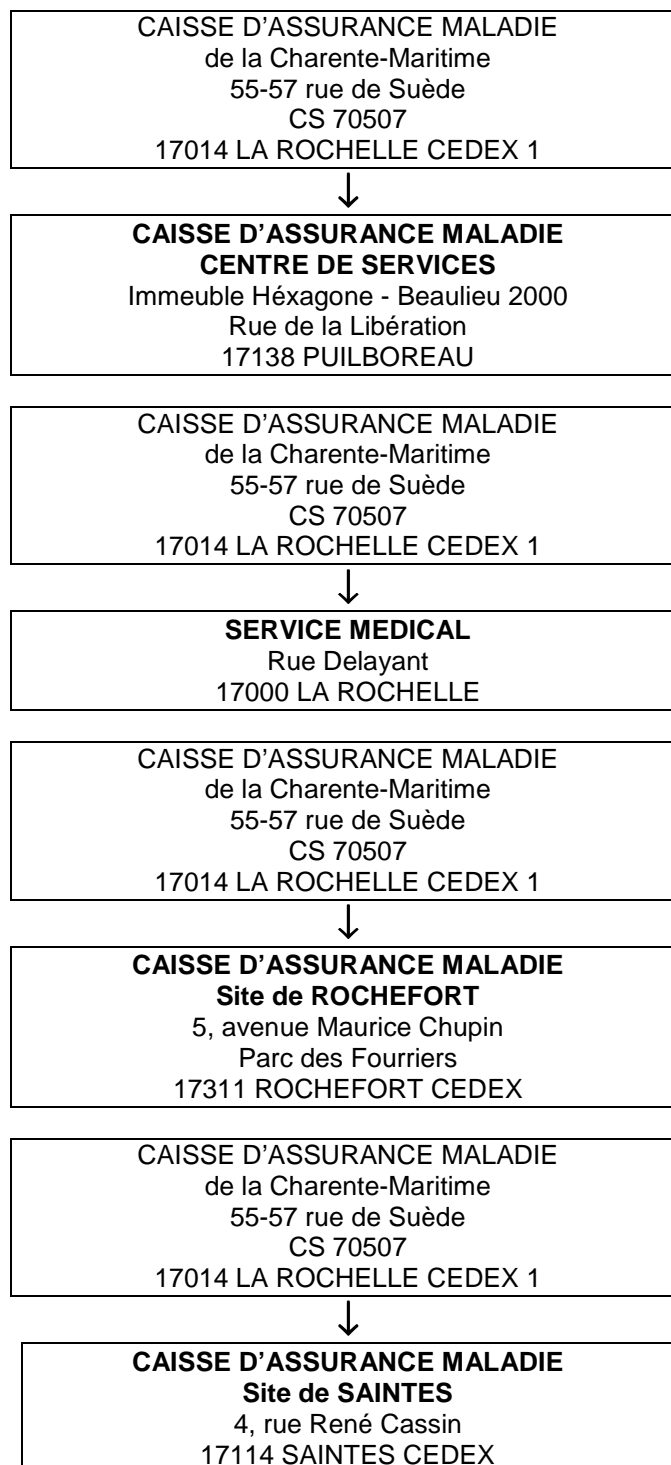 CAISSE D'ASSURANCE MALADIE
de la Charente-Maritime
55-57 rue de Suède
CS 70507
17014 LA ROCHELLE CEDEX 1
↓
CAISSE D'ASSURANCE MALADIE
CENTRE DE SERVICES
Immeuble Héxagone - Beaulieu 2000
Rue de la Libération
17138 PUILBOREAU
CAISSE D'ASSURANCE MALADIE
de la Charente-Maritime
55-57 rue de Suède
CS 70507
17014 LA ROCHELLE CEDEX 1
↓
SERVICE MEDICAL
Rue Delayant
17000 LA ROCHELLE
CAISSE D'ASSURANCE MALADIE
de la Charente-Maritime
55-57 rue de Suède
CS 70507
17014 LA ROCHELLE CEDEX 1
↓
CAISSE D'ASSURANCE MALADIE
Site de ROCHEFORT
5, avenue Maurice Chupin
Parc des Fourriers
17311 ROCHEFORT CEDEX
CAISSE D'ASSURANCE MALADIE
de la Charente-Maritime
55-57 rue de Suède
CS 70507
17014 LA ROCHELLE CEDEX 1
↓
CAISSE D'ASSURANCE MALADIE
Site de SAINTES
4, rue René Cassin
17114 SAINTES CEDEX